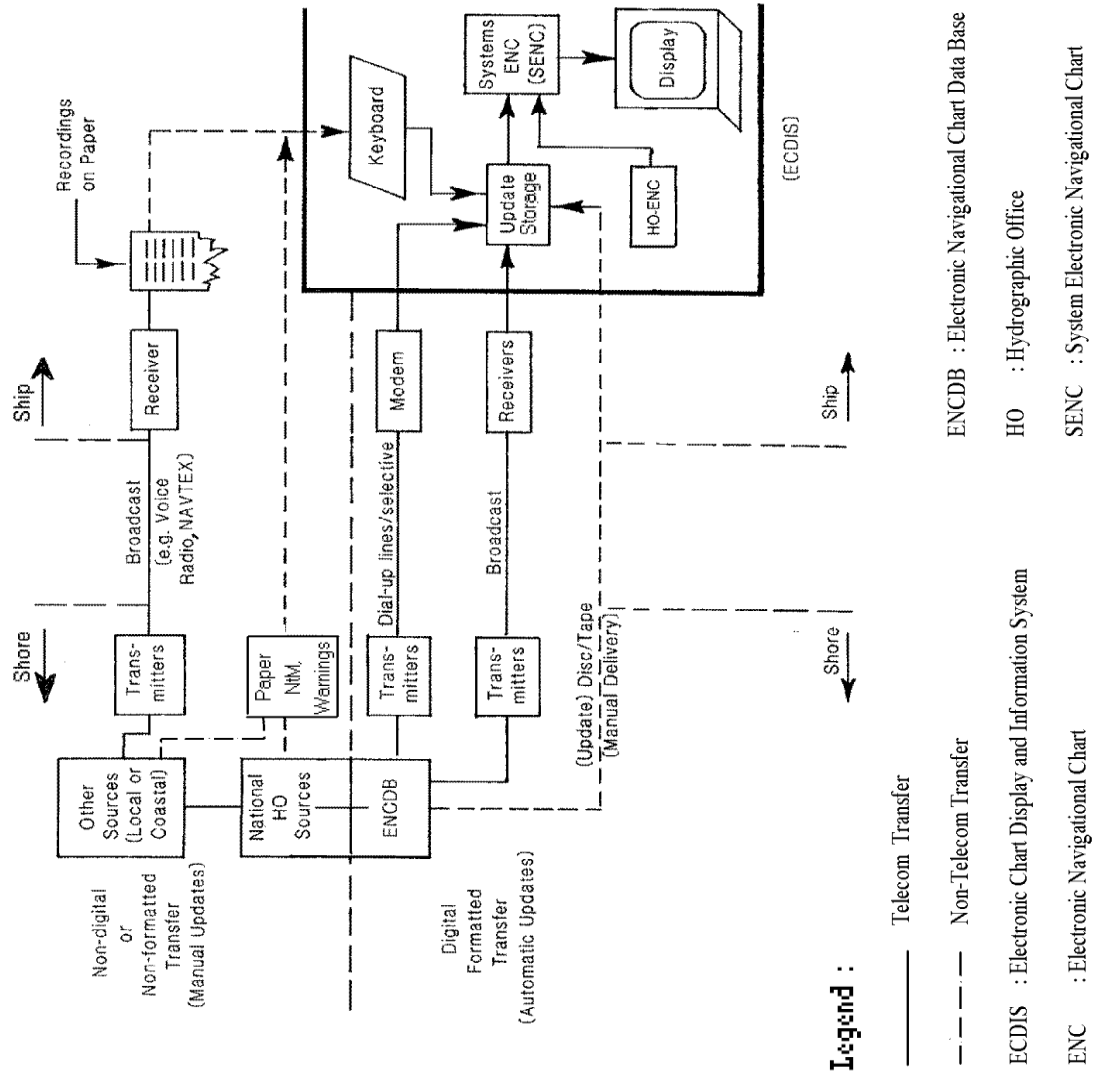 Shore
Ship
Non-digital
or
Non-formatted
Transfer
(Manual Updates)
Other
Sources
(Local or
Coastal)
Trans-
mitters
Broadcast
(e.g. Voice
Radio,NAVTEX)
Receiver
Recordings
on Paper
National
HO
Sources
Paper
NtM,
Warnings
Keyboard
Digital
Formatted
Transfer
(Automatic Updates)
ENCDB
Trans-
mitters
Dial-up lines/selective
Modem
Trans-
mitters
Broadcast
Receivers
Update
Storage
Systems
ENC
(SENC)
HO-ENC
Display
(Update) Disc/Tape
(Manual Delivery)
(ECDIS)
Shore
Ship
Legend :
Telecom Transfer
Non-Telecom Transfer
ECDIS : Electronic Chart Display and Information System
ENC : Electronic Navigational Chart
ENCDB : Electronic Navigational Chart Data Base
HO : Hydrographic Office
SENC : System Electronic Navigational Chart